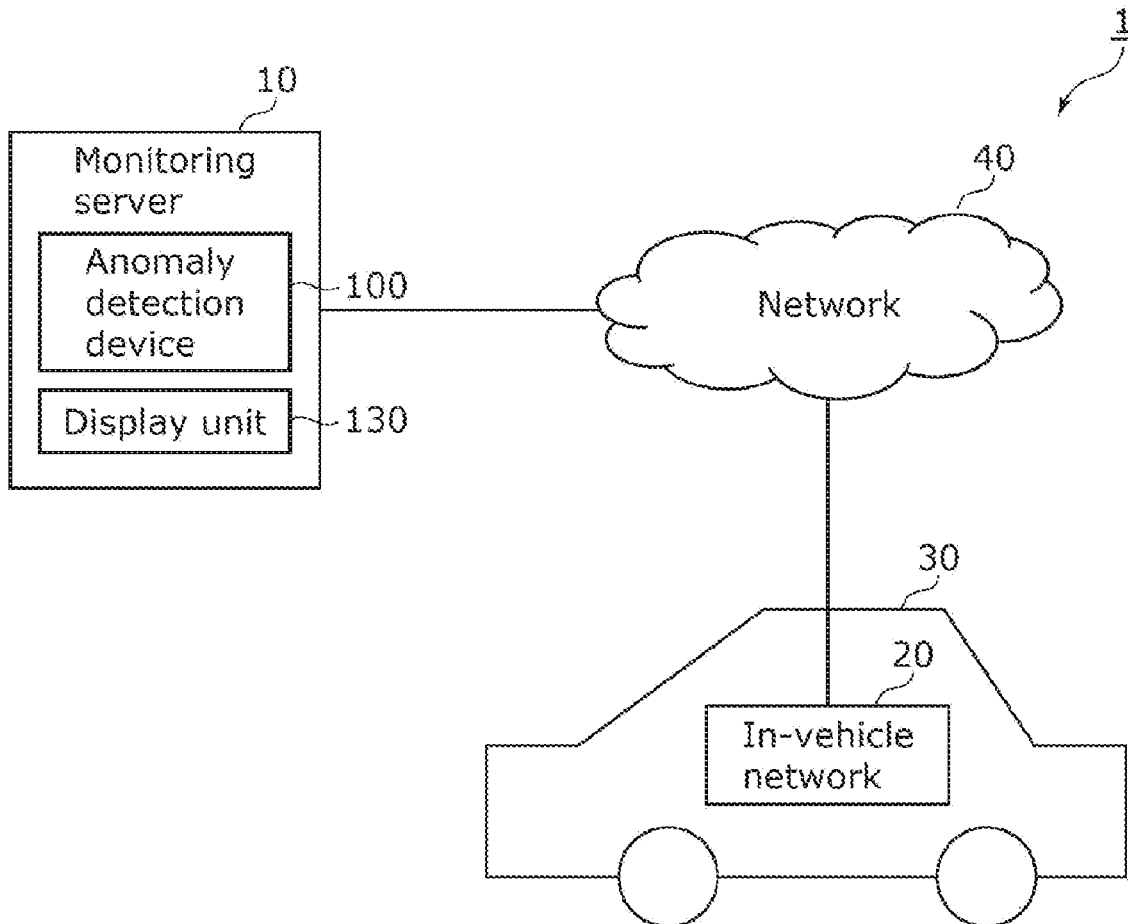 1
10
Monitoring
server
Anomaly
detection
device
100
Display unit
130
40
Network
30
20
In-vehicle
network